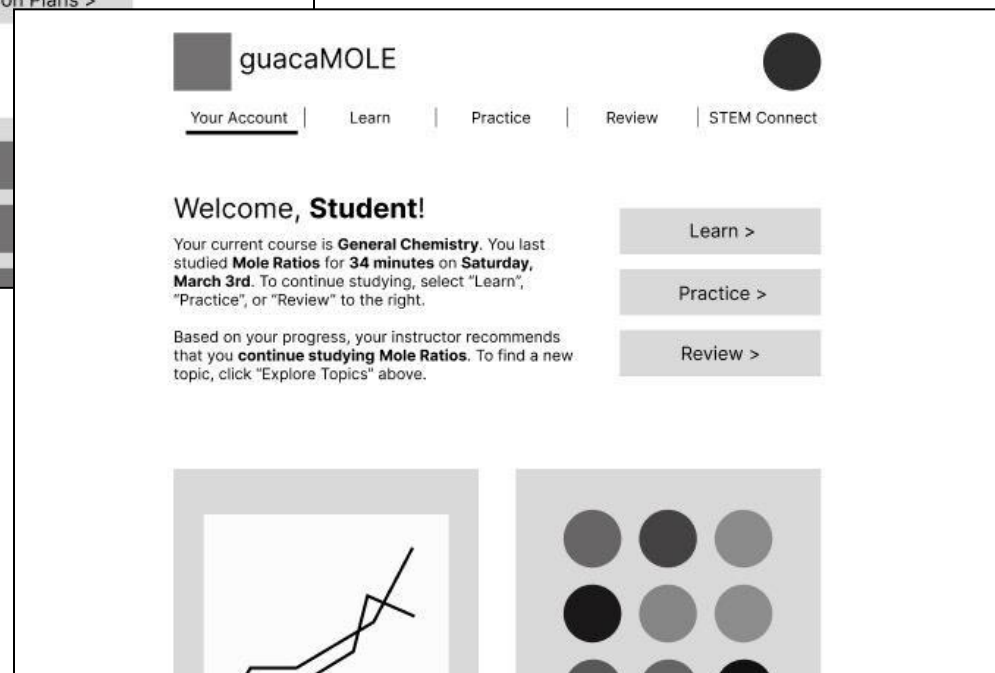 on Plans >
guacaMOLE
Your Account | Learn | Practice | Review | STEM Connect
Welcome, Student!
Your current course is General Chemistry. You last
studied Mole Ratios for 34 minutes on Saturday,
March 3rd. To continue studying, select "Learn",
"Practice", or "Review" to the right.
Based on your progress, your instructor recommends
that you continue studying Mole Ratios. To find a new
topic, click "Explore Topics" above.
Learn >
Practice >
Review >